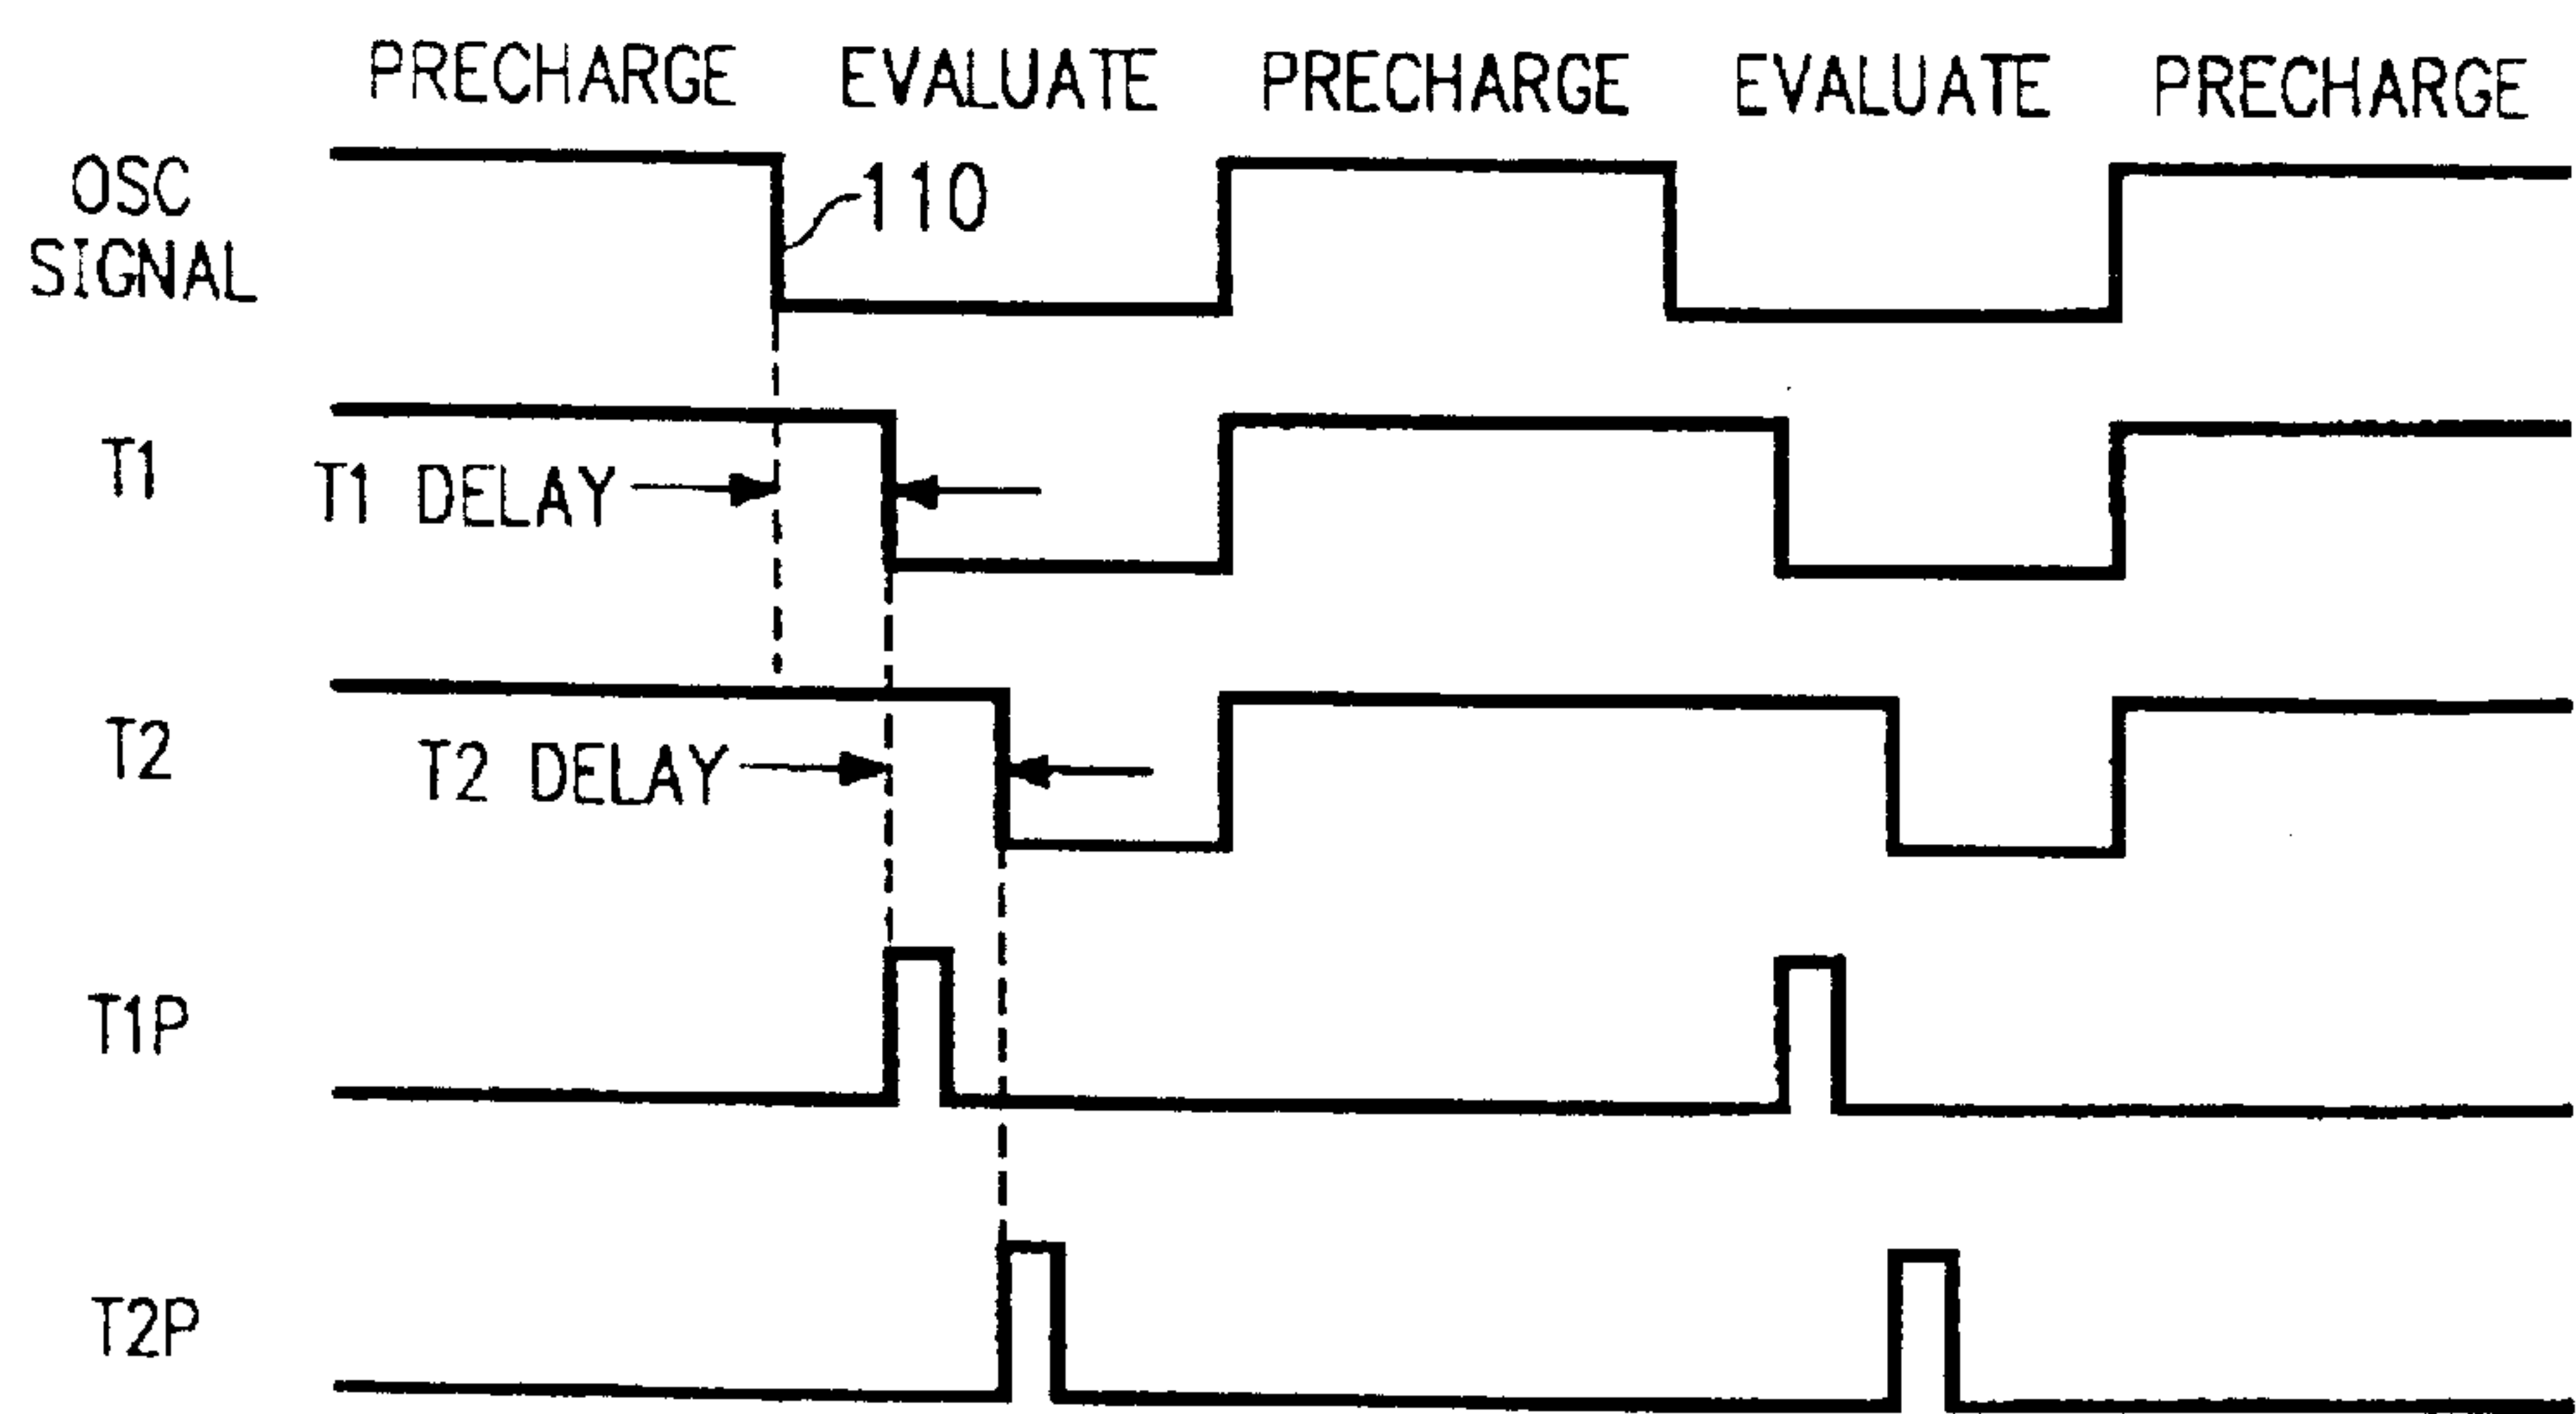 PRECHARGE EVALUATE PRECHARGE EVALUATE PRECHARGE
OSC
SIGNAL
110
T1
T1 DELAY
T2
T2 DELAY
T1P
T2P